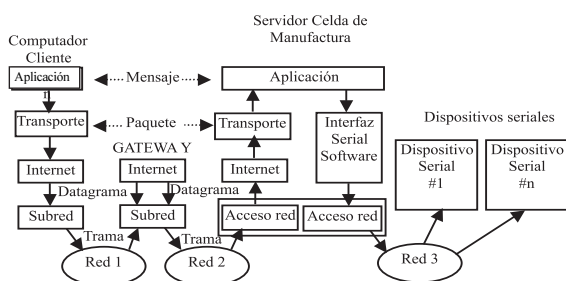 Servidor Celda de
Manufactura
Computador
Cliente
Aplicación
n
Mensaje
Aplicación
Transporte
Paquete
Transporte
Interfaz
Serial
Software
Dispositivos seriales
Dispositivo
Serial
#1
Dispositivo
Serial
#n
GATEWA Y
Internet
Internet
Internet
Datagrama
Datagrama
Subred
Subred
Acceso red
Acceso red
Trama
Trama
Red 1
Red 2
Red 3